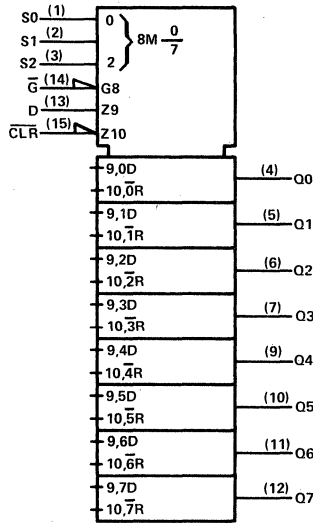 S0 (1) 0
S1 (2) 8M 0/7
S2 (3) 2
G̅ (14) G8
D (13) Z9
C̅L̅R̅ (15) Z10
9,0D
10,0̅R
(4) Q0
9,1D
10,1̅R
(5) Q1
9,2D
10,2̅R
(6) Q2
9,3D
10,3̅R
(7) Q3
9,4D
10,4̅R
(9) Q4
9,5D
10,5̅R
(10) Q5
9,6D
10,6̅R
(11) Q6
9,7D
10,7̅R
(12) Q7